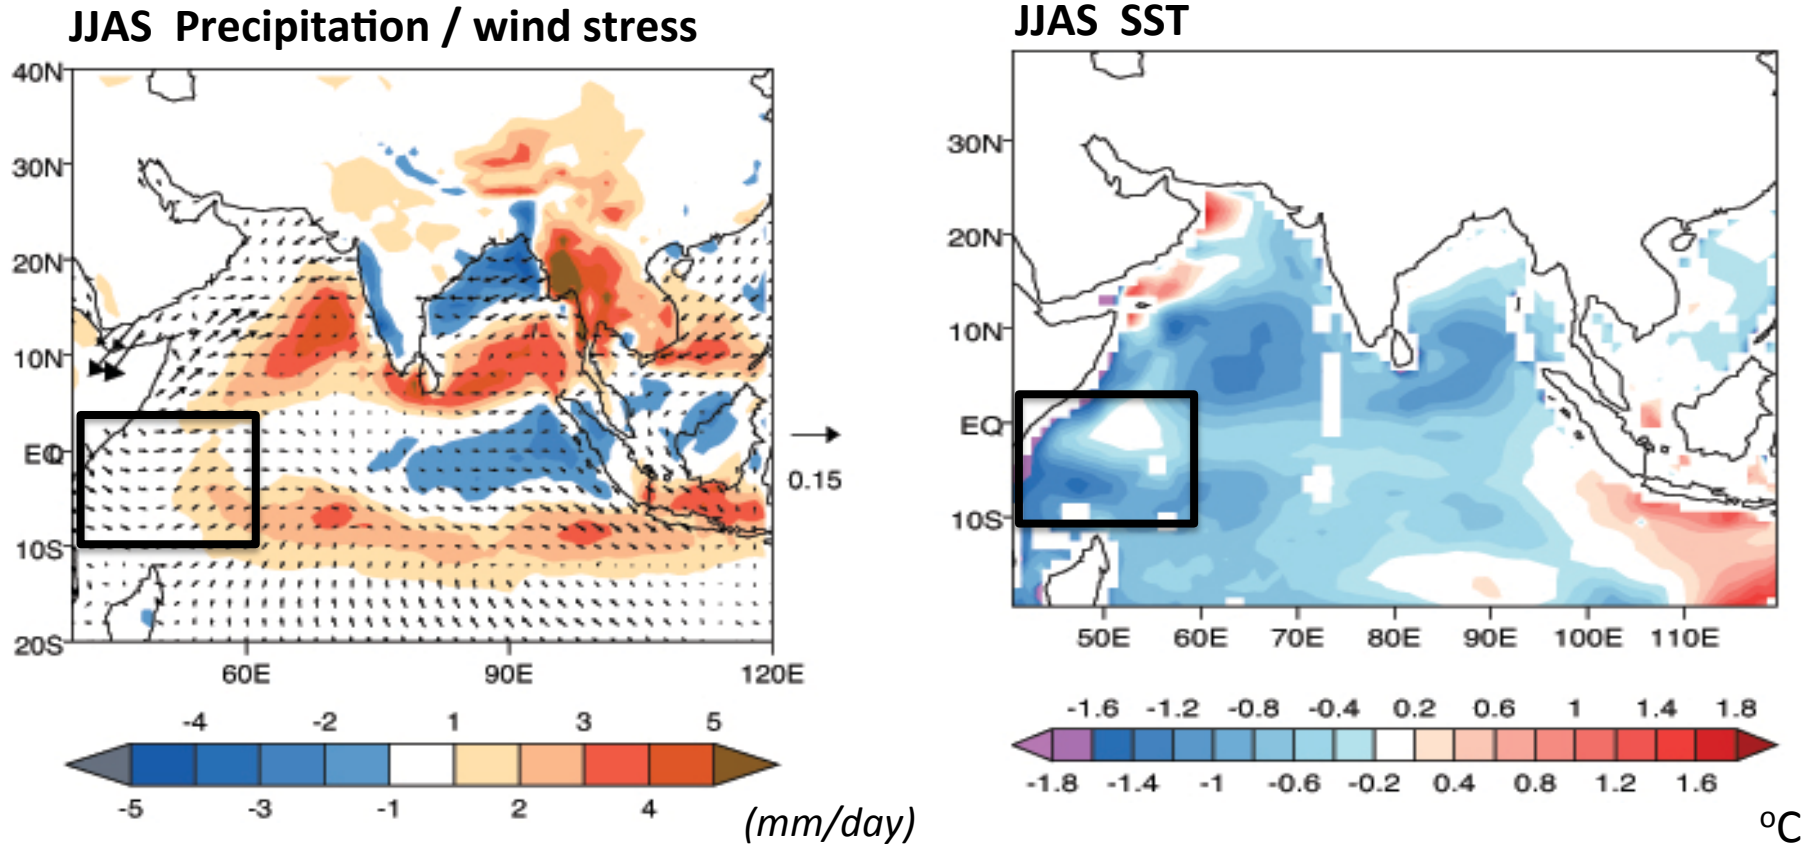 JJAS Precipitation / wind stress
JJAS SST
40N
30N
20N
10N
EQ
10S
20S
60E
90E
120E
0.15
-4
-2
1
3
5
-5
-3
-1
2
4
(mm/day)
30N
20N
10N
EQ
10S
50E
60E
70E
80E
90E
100E
110E
-1.6
-1.2
-0.8
-0.4
0.2
0.6
1
1.4
1.8
-1.8
-1.4
-1
-0.6
-0.2
0.4
0.8
1.2
1.6
oC